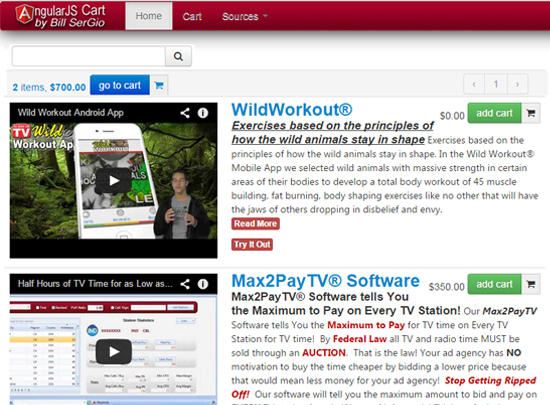 AngularJS Cart
by Bill SerGio
Home
Cart
Sources
2 items, $700.00
go to cart
‹ 1 ›
Wild Workout Android App
TV
Wild
Workout Ap
WildWorkout®
$0.00
add cart
Exercises based on the principles of
how the wild animals stay in shape Exercises based on the
principles of how the wild animals stay in shape. In the Wild Workout®
Mobile App we selected wild animals with massive strength in certain
areas of their bodies to develop a total body workout of 45 muscle
building, fat burning, body shaping exercises like no other that will have
the jaws of others dropping in disbelief and envy.
Read More
Try It Out
Half Hours of TV Time for as Low as...
Station Statistics
IND
Max2PayTV® Software
$350.00
add cart
Max2PayTV® Software tells You
the Maximum to Pay on Every TV Station! Our Max2PayTV
Software tells You the Maximum to Pay for TV time on Every TV
Station for TV time! By Federal Law all TV and radio time MUST be
sold through an AUCTION. That is the law! Your ad agency has NO
motivation to buy the time cheaper by bidding a lower price because
that would mean less money for your ad agency! Stop Getting Ripped
Off! Our software will tell you the maximum amount to bid and pay on